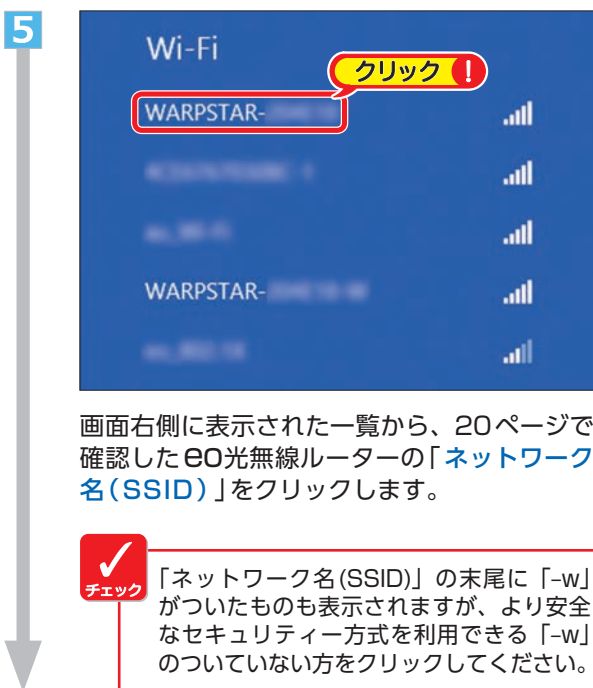 5
Wi-Fi
クリック !
WARPSTAR-
WARPSTAR-
画面右側に表示された一覧から、20ページで
確認したeo光無線ルーターの「ネットワーク
名(SSID)」をクリックします。
チェック
「ネットワーク名(SSID)」の末尾に「-w」
がついたものも表示されますが、より安全
なセキュリティー方式を利用できる「-w」
のついていない方をクリックしてください。